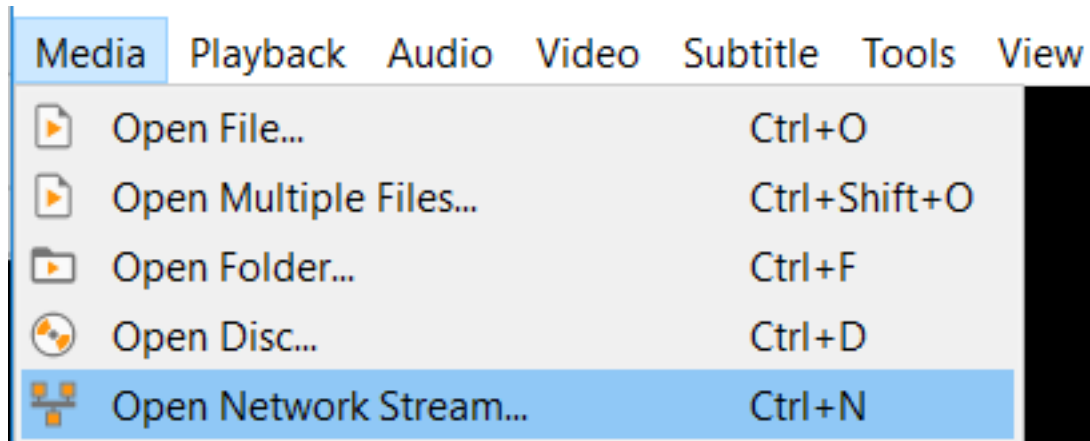 Media Playback Audio Video Subtitle Tools View
Open File... Ctrl+O
Open Multiple Files... Ctrl+Shift+O
Open Folder... Ctrl+F
Open Disc... Ctrl+D
Open Network Stream... Ctrl+N